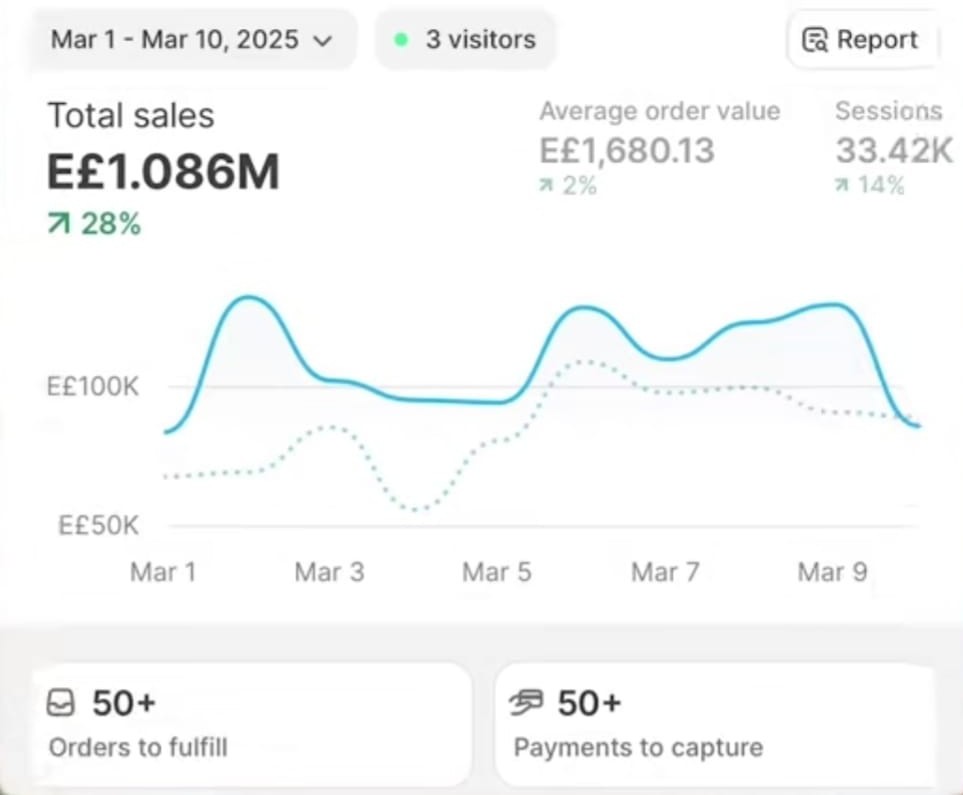 Mar 1 - Mar 10, 2025
3 visitors
Report
Total sales
E£1.086M
28%
Average order value
E£1,680.13
2%
Sessions
33.42K
14%
E£100K
E£50K
Mar 1 Mar 3 Mar 5 Mar 7 Mar 9
50+
Orders to fulfill
50+
Payments to capture